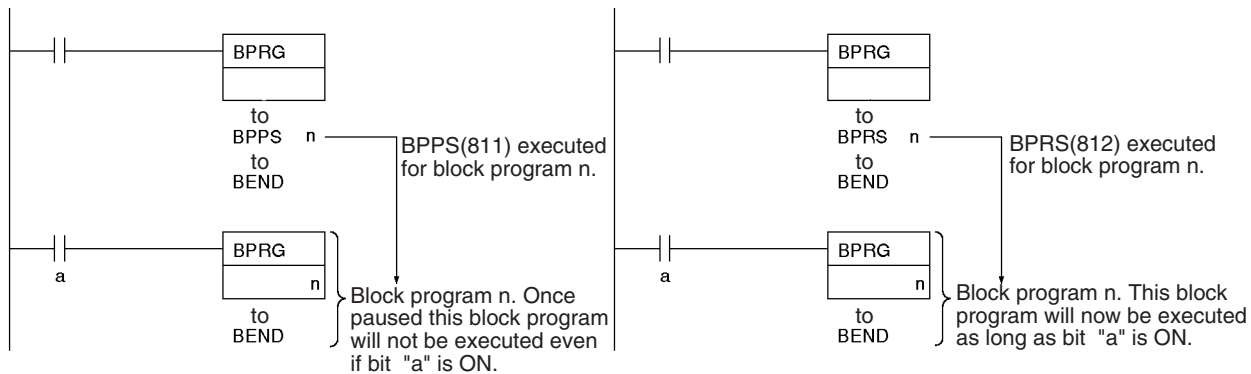 BPRG
to
BPPS n
to
BEND
BPPS(811) executed
for block program n.
BPRG
a
n
to
BEND
Block program n. Once
paused this block program
will not be executed even
if bit "a" is ON.
BPRG
to
BPRS n
to
BEND
BPRS(812) executed
for block program n.
BPRG
a
n
to
BEND
Block program n. This block
program will now be executed
as long as bit "a" is ON.